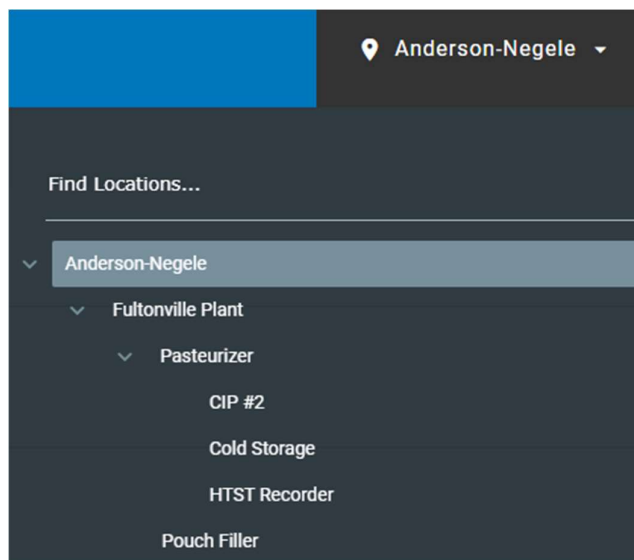 Anderson-Negele
Find Locations...
Anderson-Negele
Fultonville Plant
Pasteurizer
CIP #2
Cold Storage
HTST Recorder
Pouch Filler